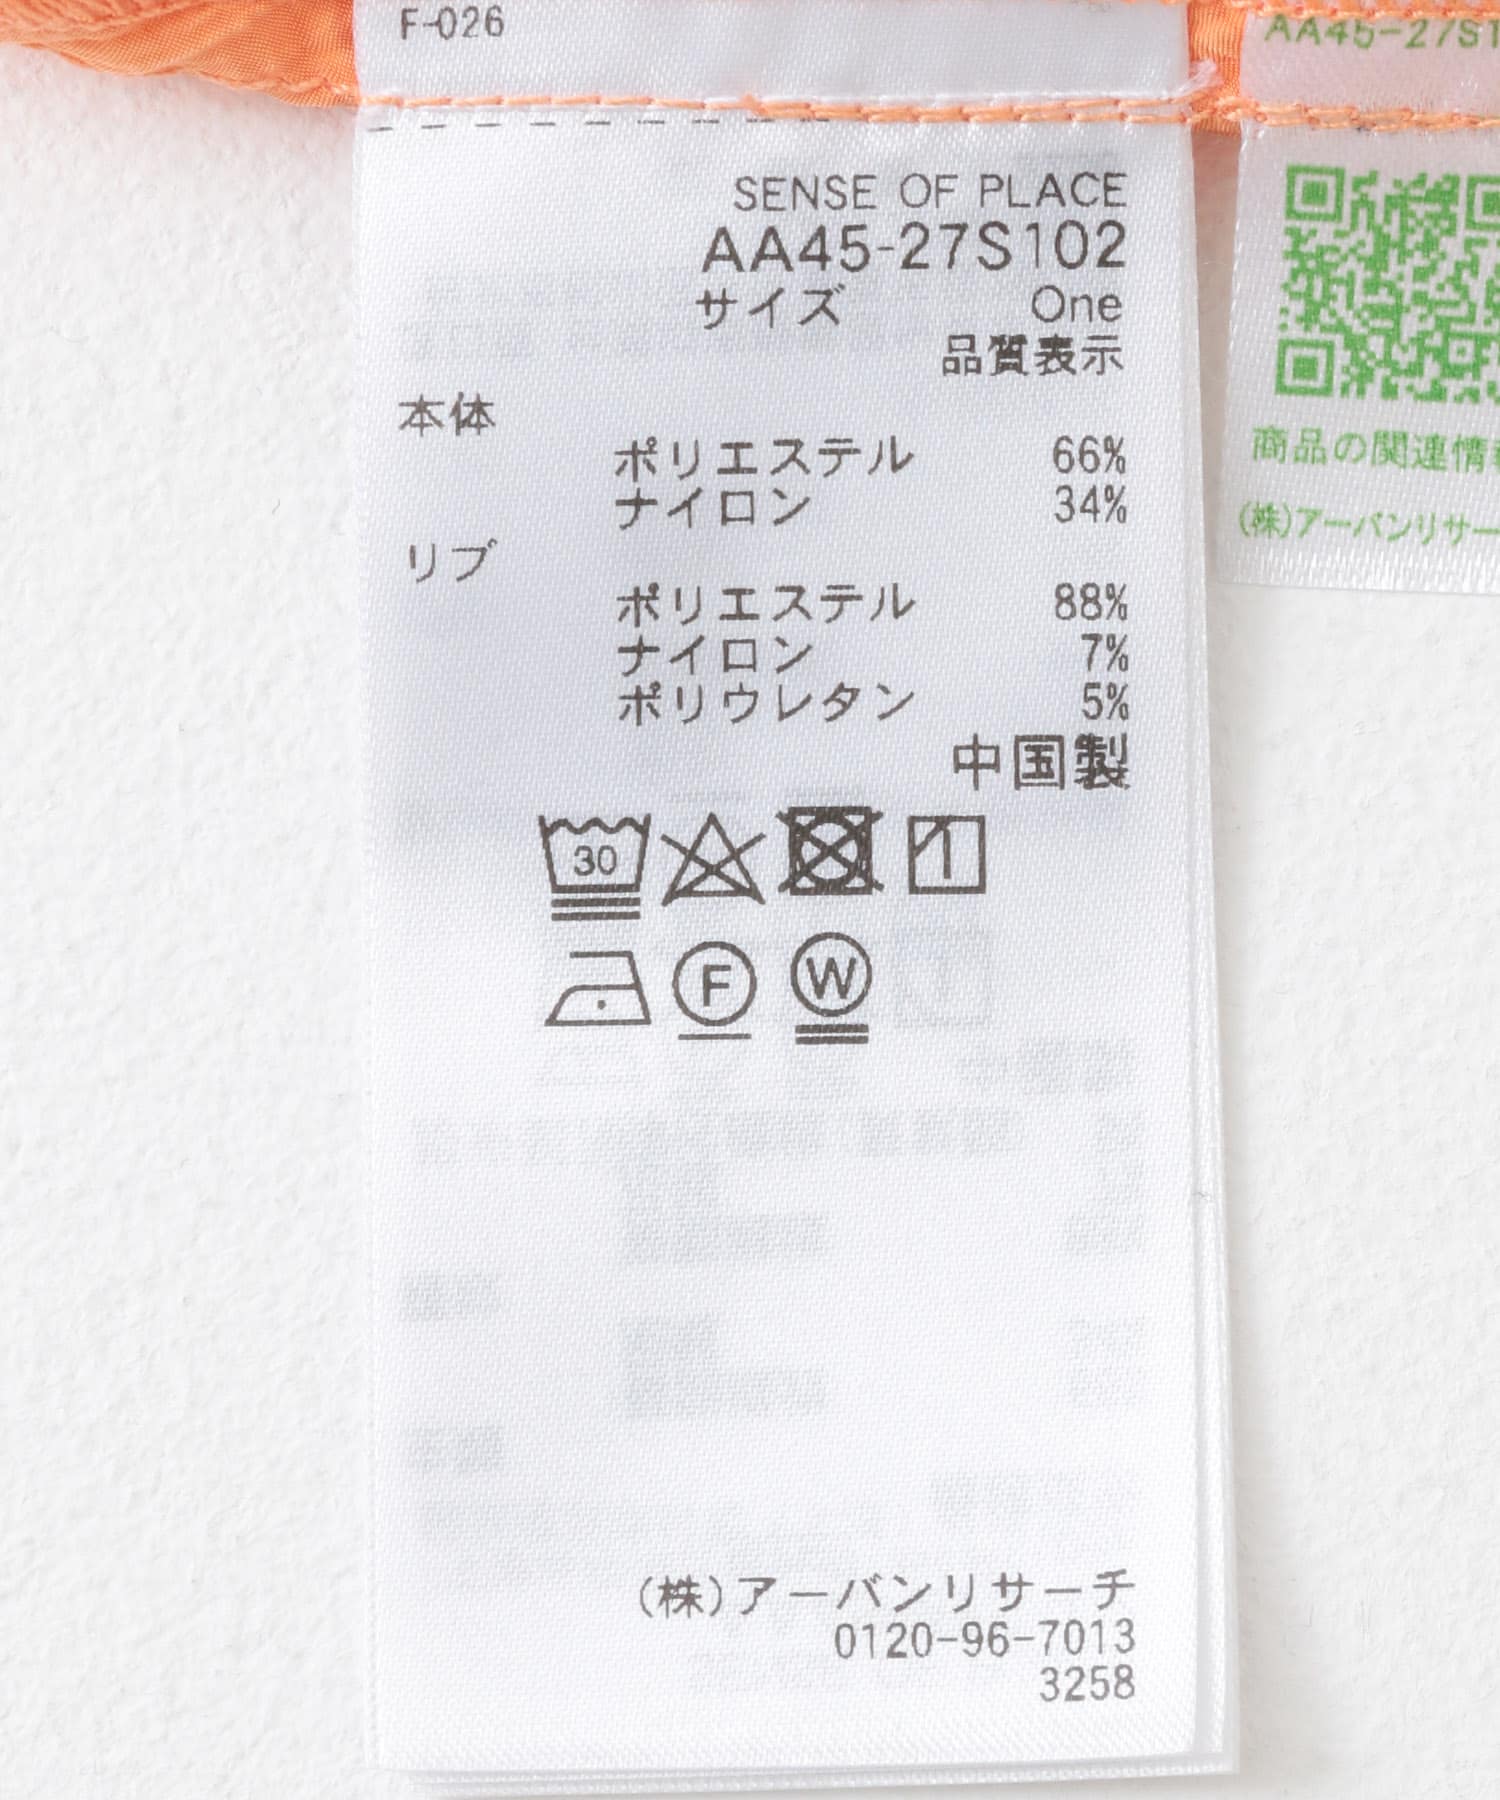 F-026
SENSE OF PLACE
AA45-27S102
サイズ One
品質表示
本体
ポリエステル 66%
ナイロン 34%
リブ
ポリエステル 88%
ナイロン 7%
ポリウレタン 5%
中国製
30
F
W
(株)アーバンリサーチ
0120-96-7013
3258
AA45-27S1
商品の関連情
(株)アーバンリサー